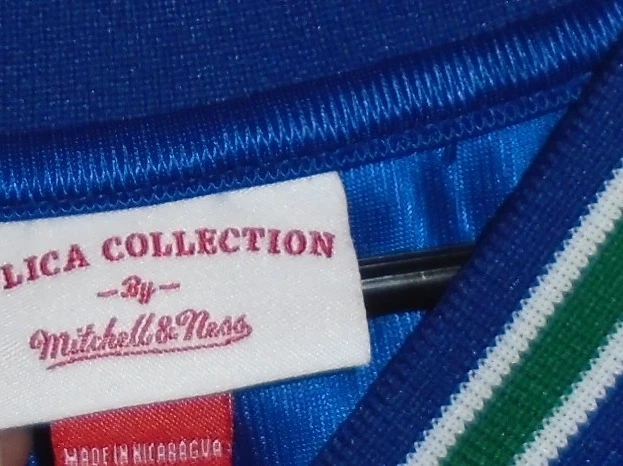 LICA COLLECTION
-By-
Mitchell & Ness
MADE IN NICARAGUA